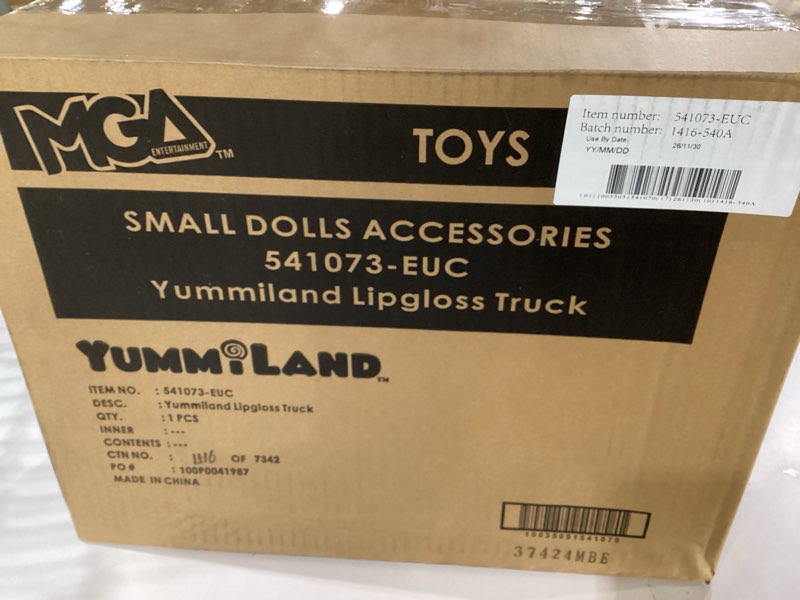 MGA
ENTERTAINMENT TM
TOYS
Item number: 541073-EUC
Batch number: 1416-540A
Use By Date
YY/MM/DD 26/11/30
SMALL DOLLS ACCESSORIES
541073-EUC
Yummiland Lipgloss Truck
YUMMiLAND TM
ITEM NO. : 541073-EUC
DESC. : Yummiland Lipgloss Truck
QTY. : 1 PCS
INNER : ---
CONTENTS : ---
CTN NO. : OF 7342
PO # : 100P0041987
MADE IN CHINA
37424MBE